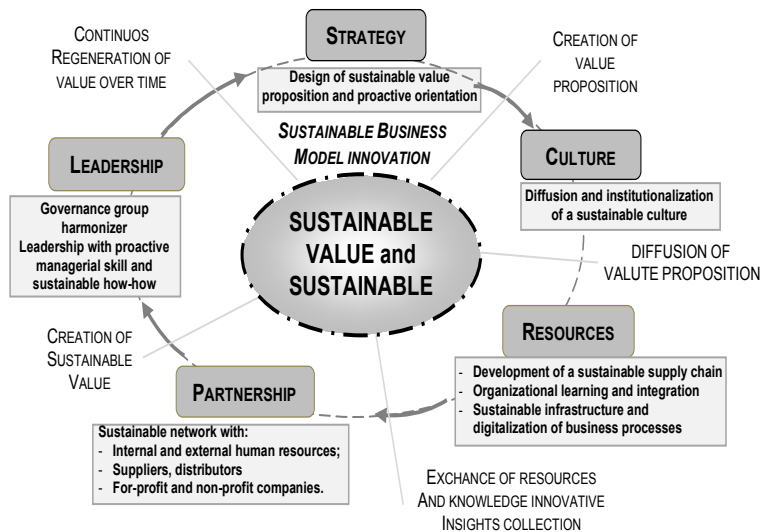 CONTINUOS
REGENERATION OF
VALUE OVER TIME
STRATEGY
Design of sustainable value
proposition and proactive orientation
CREATION OF
VALUE
PROPOSITION
SUSTAINABLE BUSINESS
MODEL INNOVATION
LEADERSHIP
Governance group
harmonizer
Leadership with proactive
managerial skill and
sustainable how-how
CULTURE
Diffusion and institutionalization
of a sustainable culture
SUSTAINABLE
VALUE and
SUSTAINABLE
DIFFUSION OF
VALUTE PROPOSITION
CREATION OF
SUSTAINABLE
VALUE
RESOURCES
- Development of a sustainable supply chain
- Organizational learning and integration
- Sustainable infrastructure and
digitalization of business processes
PARTNERSHIP
Sustainable network with:
- Internal and external human resources;
- Suppliers, distributors
- For-profit and non-profit companies.
EXCHANCE OF RESOURCES
AND KNOWLEDGE INNOVATIVE
INSIGHTS COLLECTION